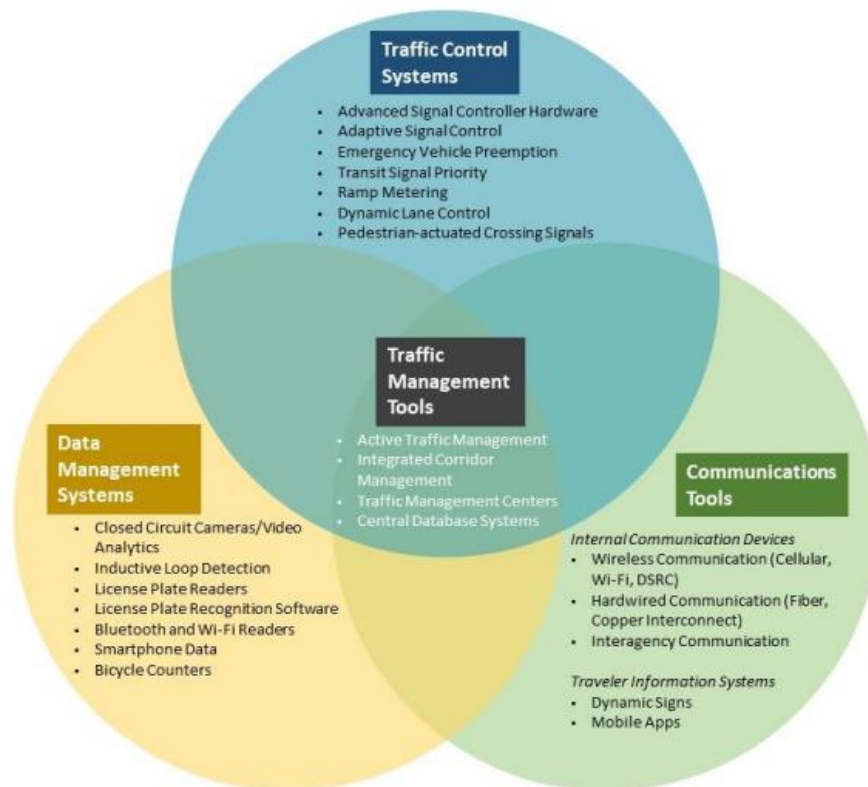 Traffic Control
Systems
• Advanced Signal Controller Hardware
• Adaptive Signal Control
• Emergency Vehicle Preemption
• Transit Signal Priority
• Ramp Metering
• Dynamic Lane Control
• Pedestrian-actuated Crossing Signals
Traffic
Management
Tools
• Active Traffic Management
• Integrated Corridor
Management
• Traffic Management Centers
• Central Database Systems
Data
Management
Systems
• Closed Circuit Cameras/Video
Analytics
• Inductive Loop Detection
• License Plate Readers
• License Plate Recognition Software
• Bluetooth and Wi-Fi Readers
• Smartphone Data
• Bicycle Counters
Communications
Tools
Internal Communication Devices
• Wireless Communication (Cellular,
Wi-Fi, DSRC)
• Hardwired Communication (Fiber,
Copper Interconnect)
• Interagency Communication
Traveler Information Systems
• Dynamic Signs
• Mobile Apps